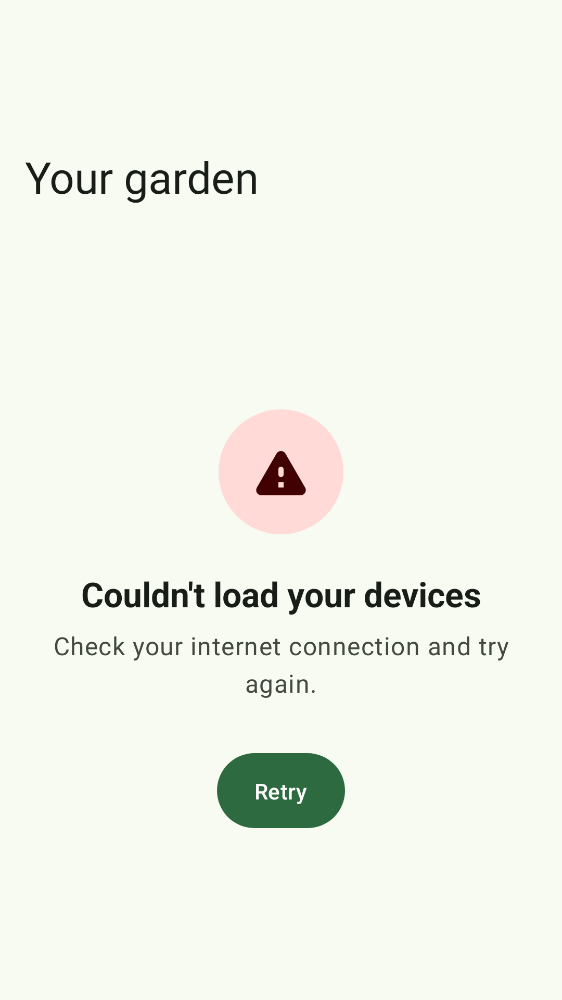 Your garden
Couldn't load your devices
Check your internet connection and try
again.
Retry